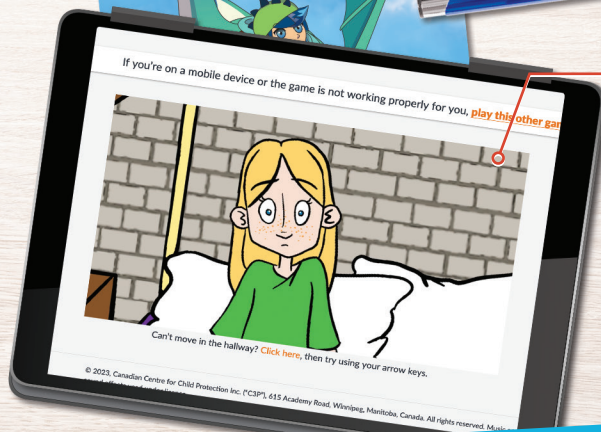 If you're on a mobile device or the game is not working properly for you, play this other
Can't move in the hallway? Click here, then try using your arrow keys.
© 2023, Canadian Centre for Child Protection Inc. ("C3P"), 615 Academy Road, Winnipeg, Manitoba, Canada. All rights reserved. Music